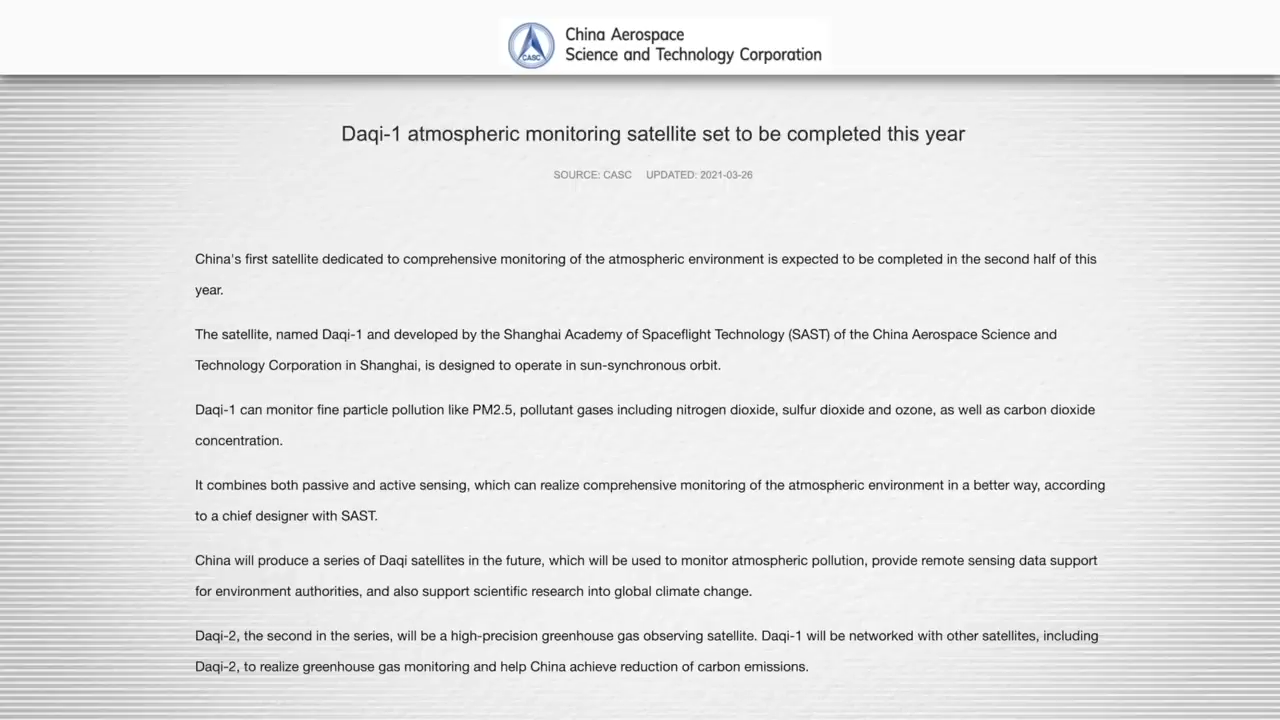 China Aerospace
Science and Technology Corporation
CASC
Daqi-1 atmospheric monitoring satellite set to be completed this year
SOURCE: CASC UPDATED: 2021-03-26
China's first satellite dedicated to comprehensive monitoring of the atmospheric environment is expected to be completed in the second half of this
year.
The satellite, named Daqi-1 and developed by the Shanghai Academy of Spaceflight Technology (SAST) of the China Aerospace Science and
Technology Corporation in Shanghai, is designed to operate in sun-synchronous orbit.
Daqi-1 can monitor fine particle pollution like PM2.5, pollutant gases including nitrogen dioxide, sulfur dioxide and ozone, as well as carbon dioxide
concentration.
It combines both passive and active sensing, which can realize comprehensive monitoring of the atmospheric environment in a better way, according
to a chief designer with SAST.
China will produce a series of Daqi satellites in the future, which will be used to monitor atmospheric pollution, provide remote sensing data support
for environment authorities, and also support scientific research into global climate change.
Daqi-2, the second in the series, will be a high-precision greenhouse gas observing satellite. Daqi-1 will be networked with other satellites, including
Daqi-2, to realize greenhouse gas monitoring and help China achieve reduction of carbon emissions.